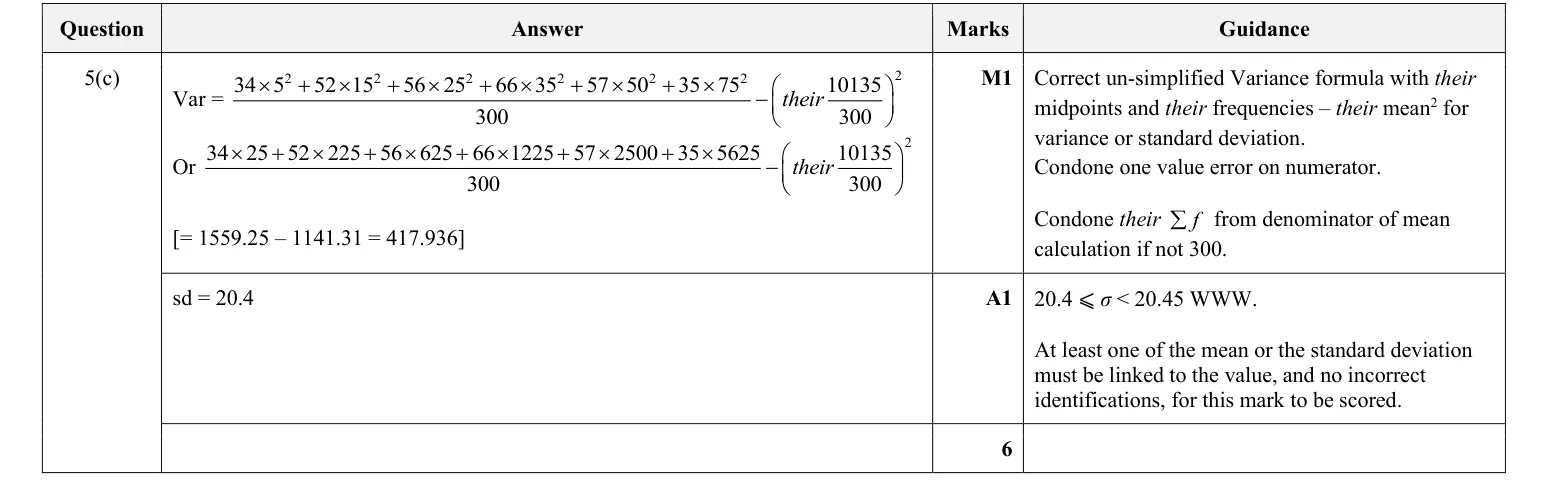 Question Answer Marks Guidance
5(c)
Var = (34×5² + 52×15² + 56×25² + 66×35² + 57×50² + 35×75²)/300 − (their 10135/300)²
Or (34×25 + 52×225 + 56×625 + 66×1225 + 57×2500 + 35×5625)/300 − (their 10135/300)²
[= 1559.25 – 1141.31 = 417.936]
M1
Correct un-simplified Variance formula with their
midpoints and their frequencies – their mean² for
variance or standard deviation.
Condone one value error on numerator.
Condone their ∑f from denominator of mean
calculation if not 300.
sd = 20.4
A1
20.4 ⩽ σ < 20.45 WWW.
At least one of the mean or the standard deviation
must be linked to the value, and no incorrect
identifications, for this mark to be scored.
6